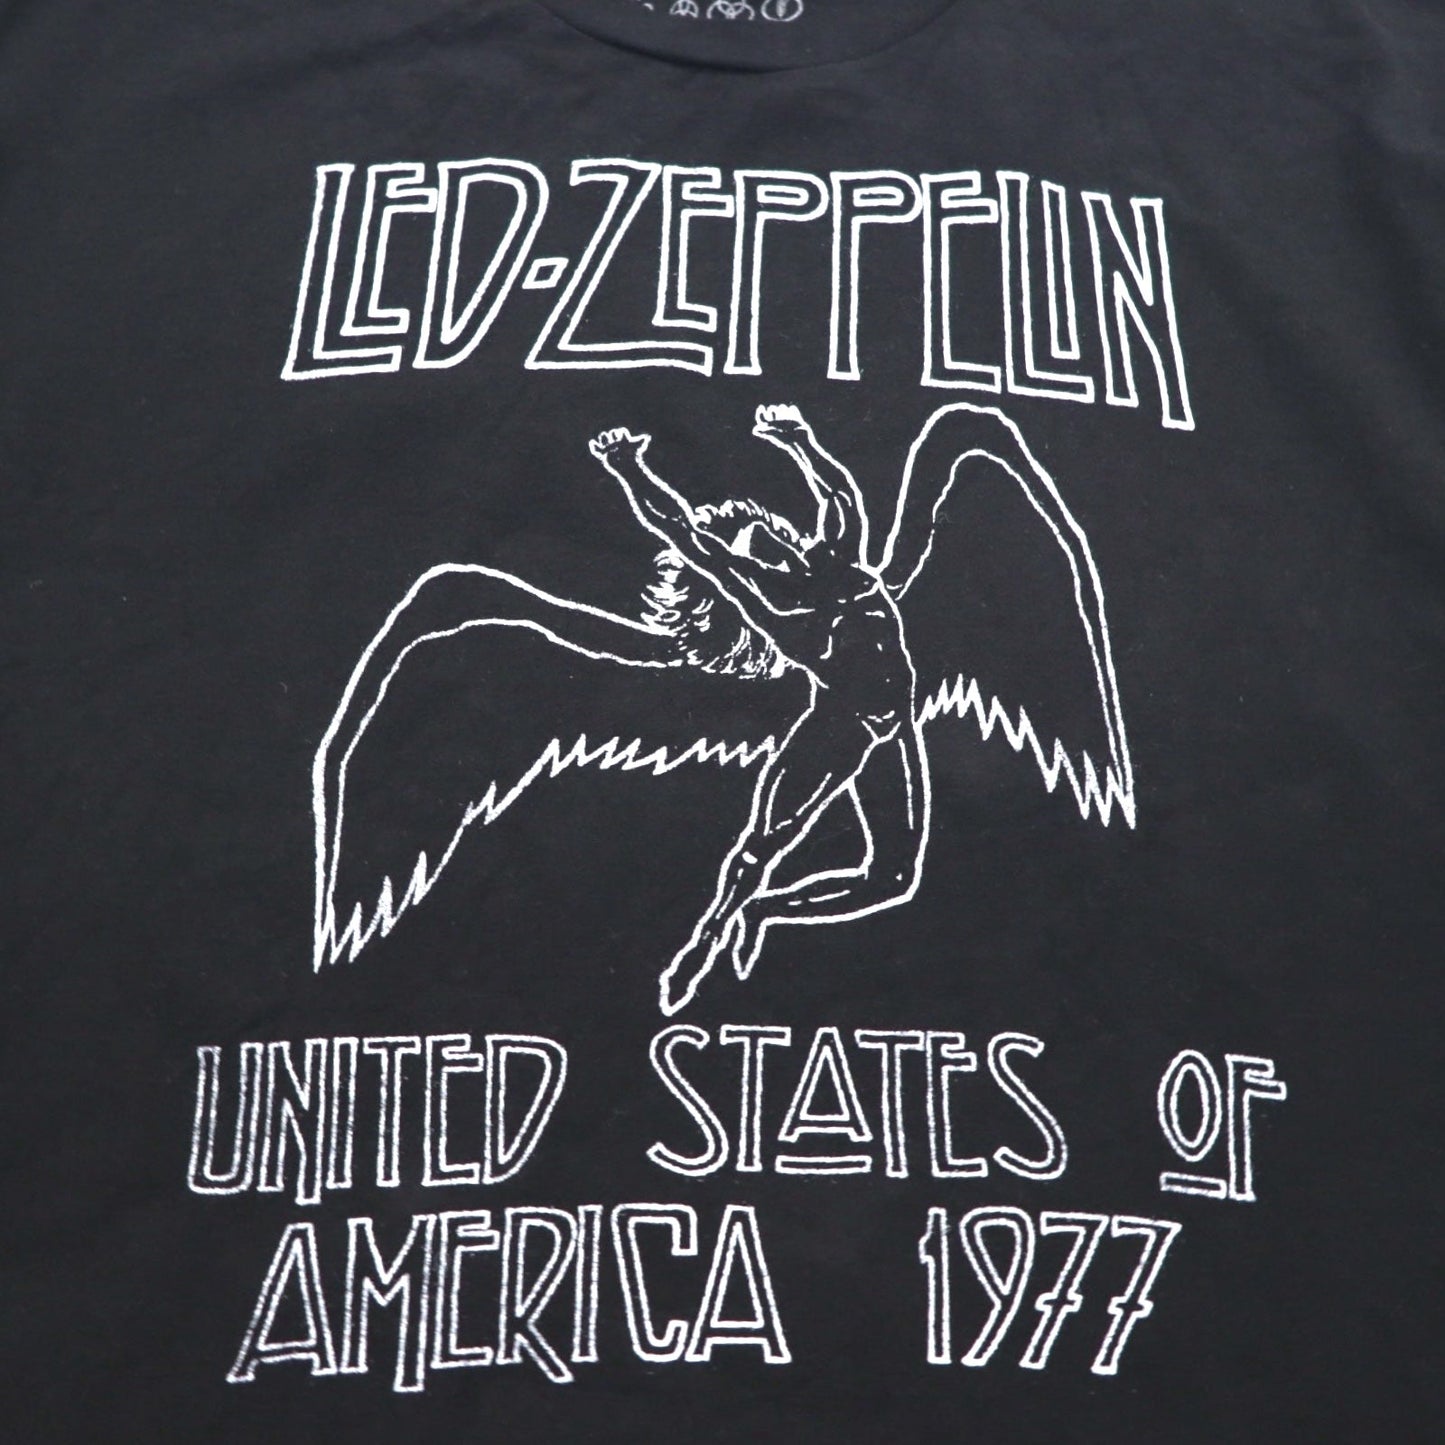 LED-ZEPPELIN
UNITED STATES OF
AMERICA 1977